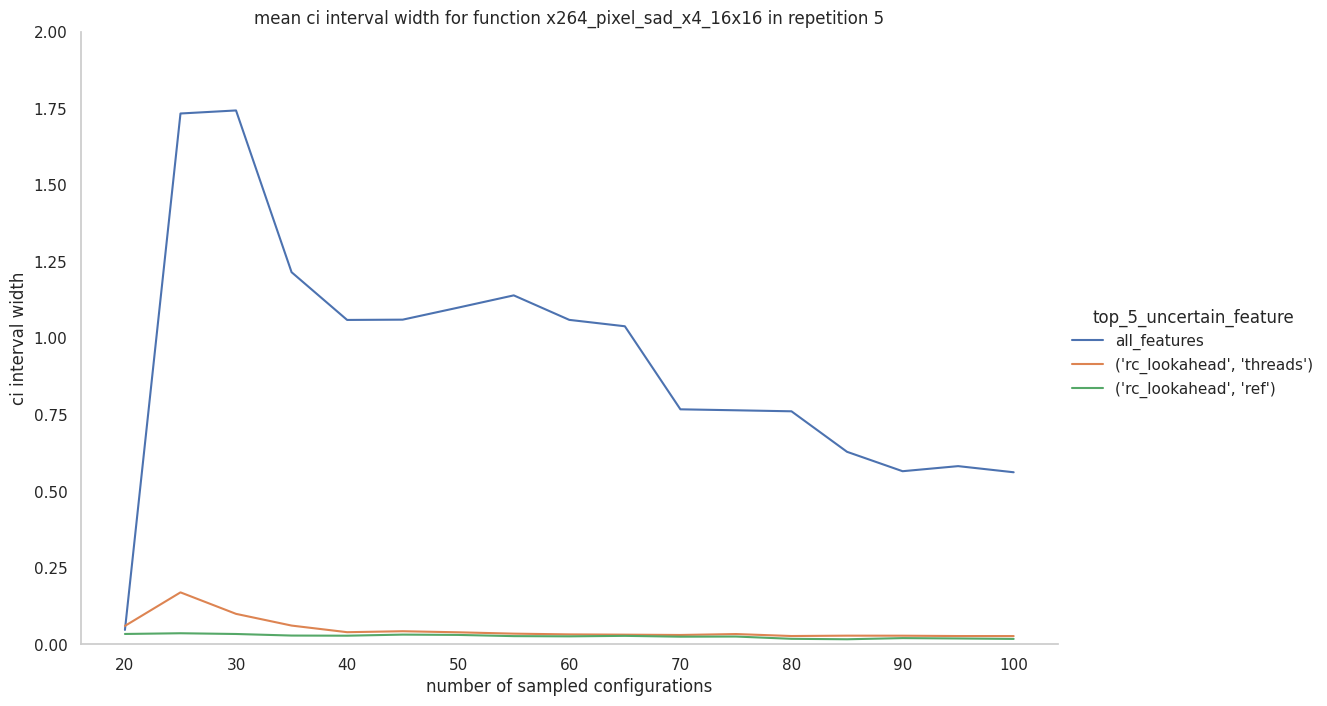 mean ci interval width for function x264_pixel_sad_x4_16x16 in repetition 5
2.00
1.75
1.50
1.25
1.00
0.75
0.50
0.25
0.00
ci interval width
20 30 40 50 60 70 80 90 100
number of sampled configurations
top_5_uncertain_feature
all_features
('rc_lookahead', 'threads')
('rc_lookahead', 'ref')